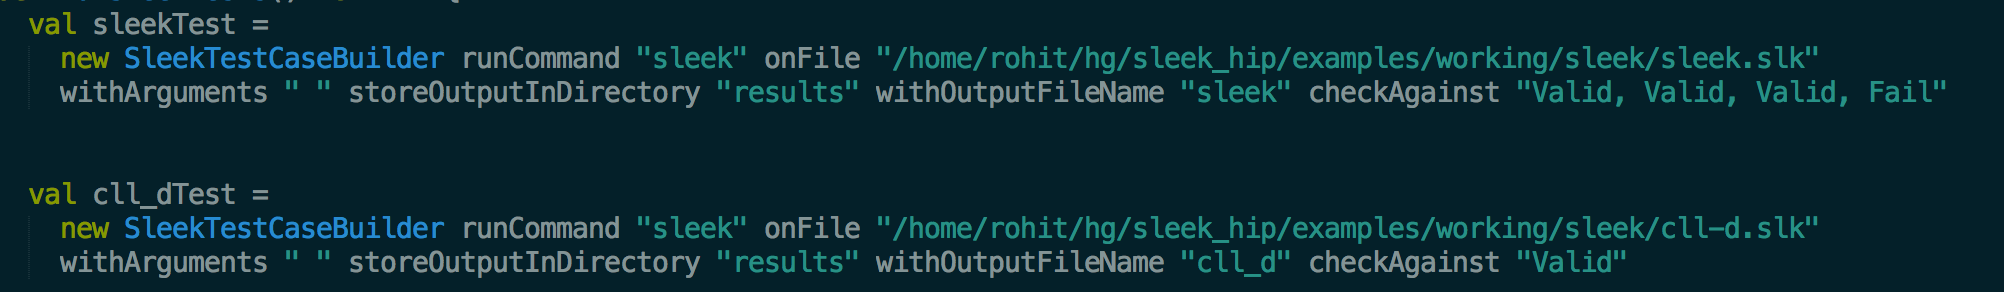 val sleekTest =
new SleekTestCaseBuilder runCommand "sleek" onFile "/home/rohit/hg/sleek_hip/examples/working/sleek/sleek.slk"
withArguments " " storeOutputInDirectory "results" withOutputFileName "sleek" checkAgainst "Valid, Valid, Valid, Fail"
val cll_dTest =
new SleekTestCaseBuilder runCommand "sleek" onFile "/home/rohit/hg/sleek_hip/examples/working/sleek/cll-d.slk"
withArguments " " storeOutputInDirectory "results" withOutputFileName "cll_d" checkAgainst "Valid"